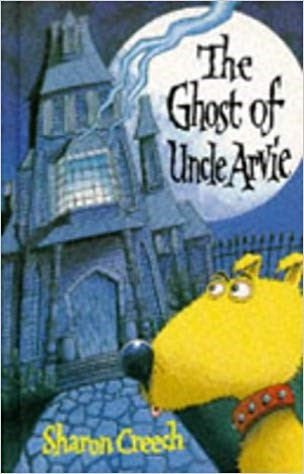 The
Ghost of
Uncle Arvie
Sharon Creech